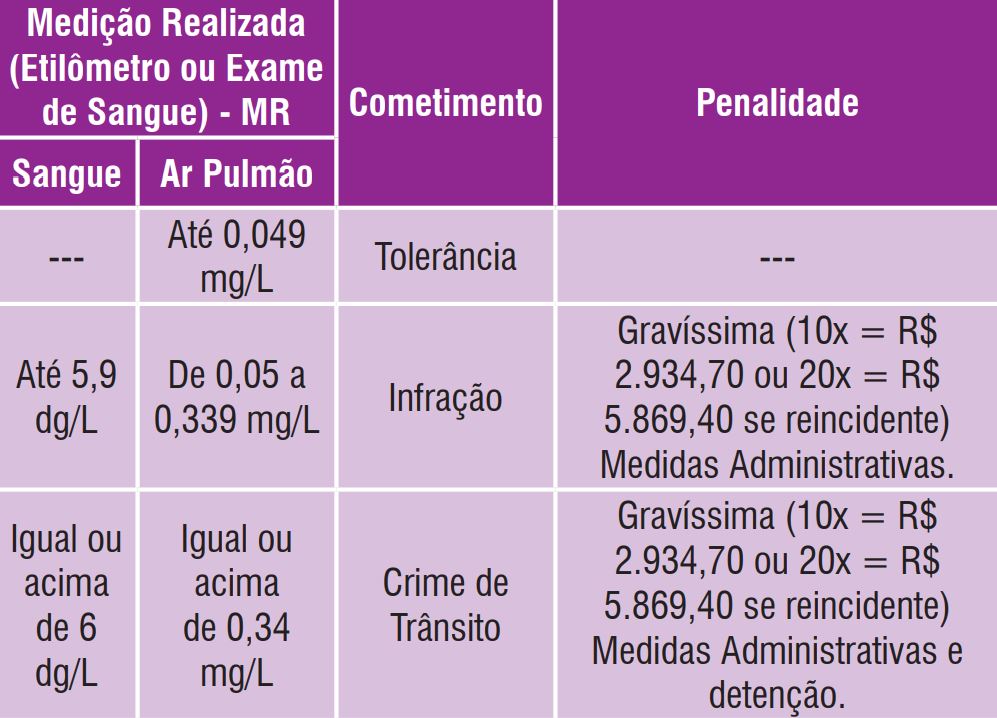 Medição Realizada
(Etilômetro ou Exame
de Sangue) - MR
Cometimento
Penalidade
Sangue
Ar Pulmão
---
Até 0,049
mg/L
Tolerância
---
Até 5,9
dg/L
De 0,05 a
0,339 mg/L
Infração
Gravíssima (10x = R$
2.934,70 ou 20x = R$
5.869,40 se reincidente)
Medidas Administrativas.
Igual ou
acima
de 6
dg/L
Igual ou
acima
de 0,34
mg/L
Crime de
Trânsito
Gravíssima (10x = R$
2.934,70 ou 20x = R$
5.869,40 se reincidente)
Medidas Administrativas e
detenção.